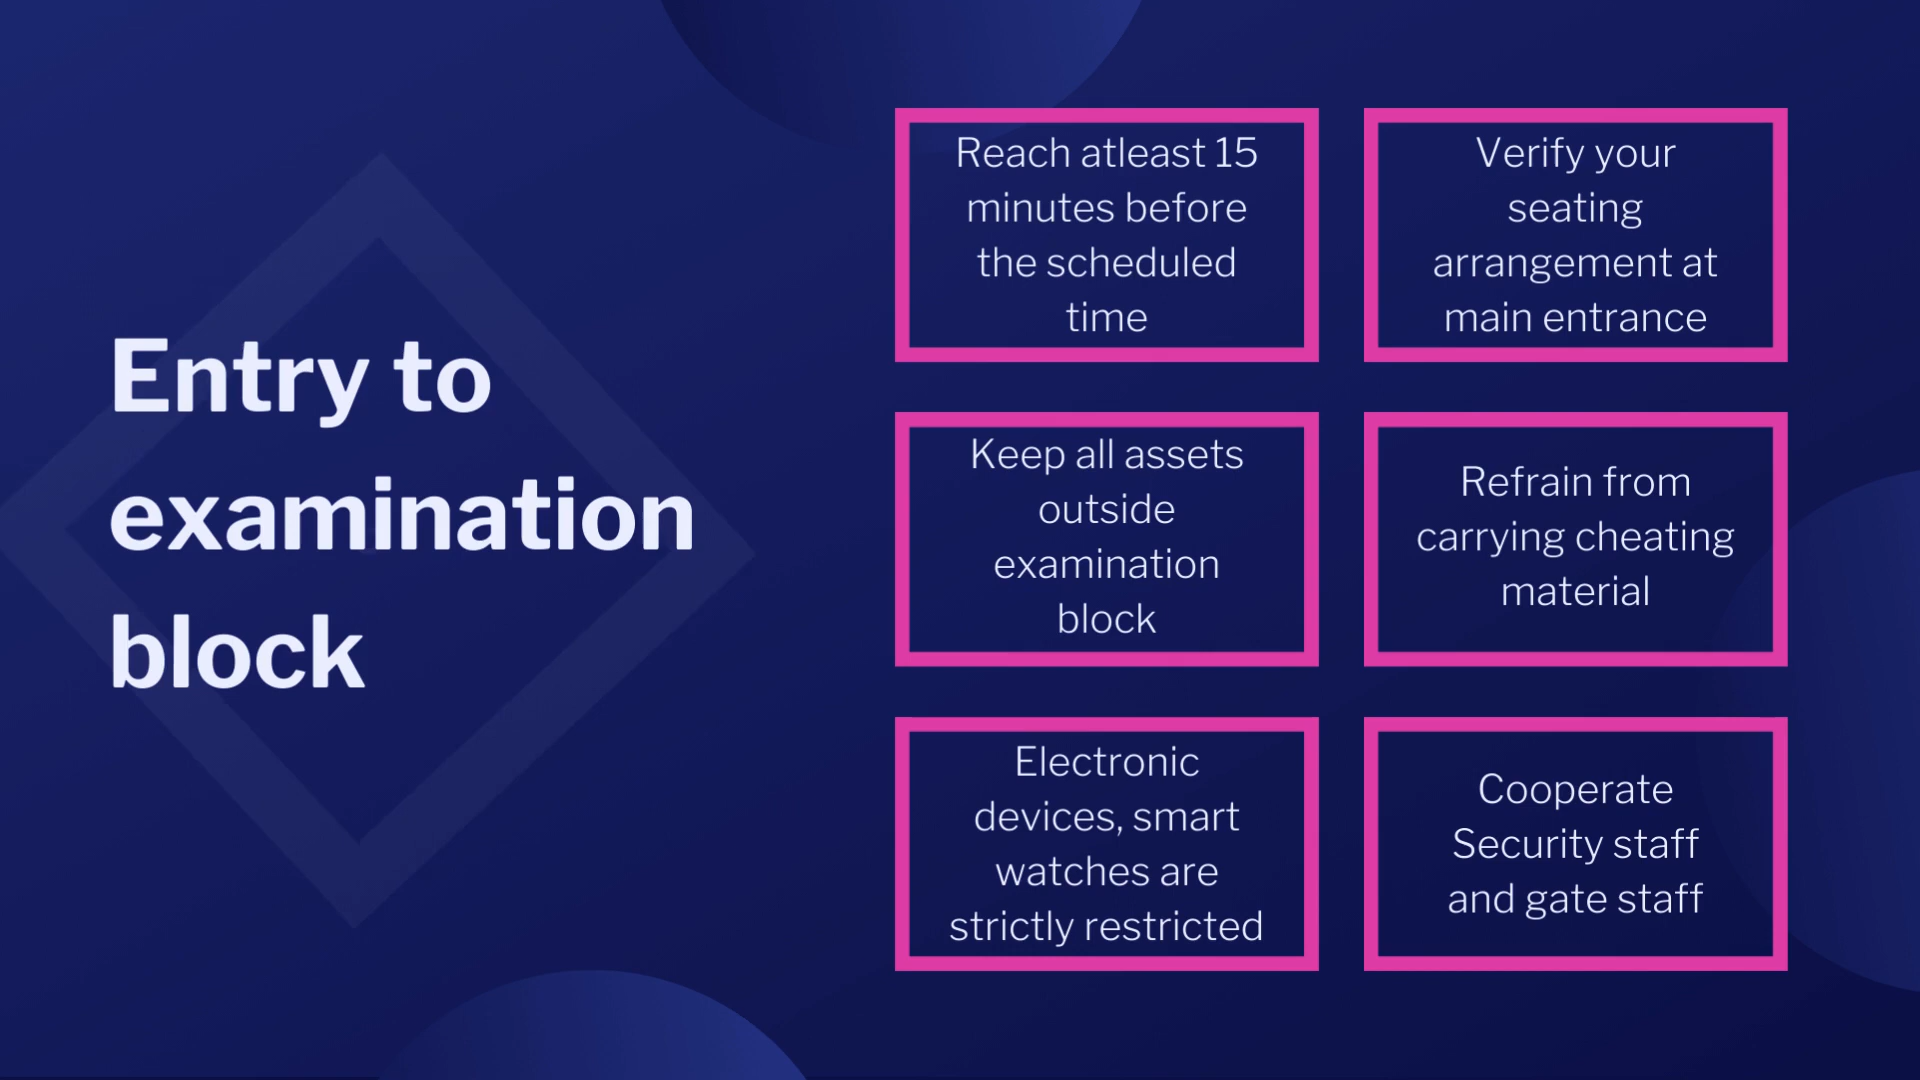 Entry to
examination
block
Reach atleast 15
minutes before
the scheduled
time
Verify your
seating
arrangement at
main entrance
Keep all assets
outside
examination
block
Refrain from
carrying cheating
material
Electronic
devices, smart
watches are
strictly restricted
Cooperate
Security staff
and gate staff